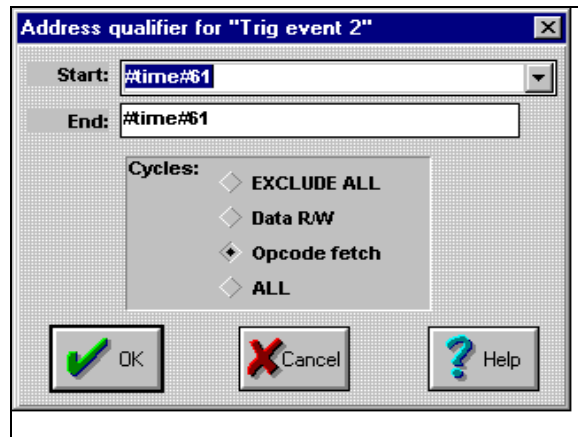 Address qualifier for "Trig event 2"
Start: #time#61
End: #time#61
Cycles:
EXCLUDE ALL
Data R/W
Opcode fetch
ALL
OK
Cancel
Help